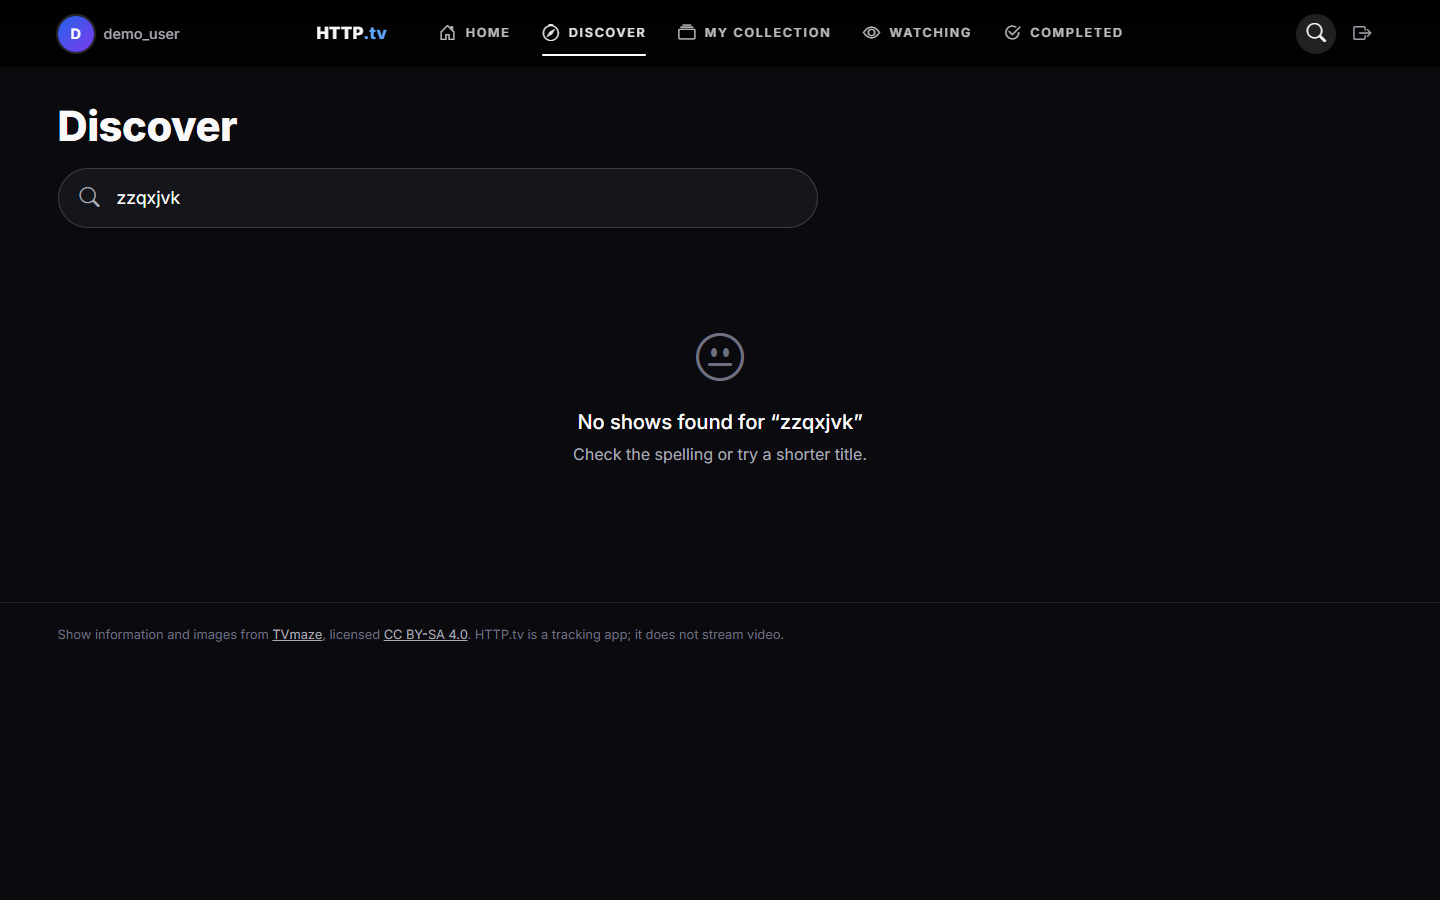 D demo_user HTTP.tv HOME DISCOVER MY COLLECTION WATCHING COMPLETED
Discover
zzqxjvk
No shows found for “zzqxjvk”
Check the spelling or try a shorter title.
Show information and images from TVmaze, licensed CC BY-SA 4.0. HTTP.tv is a tracking app; it does not stream video.